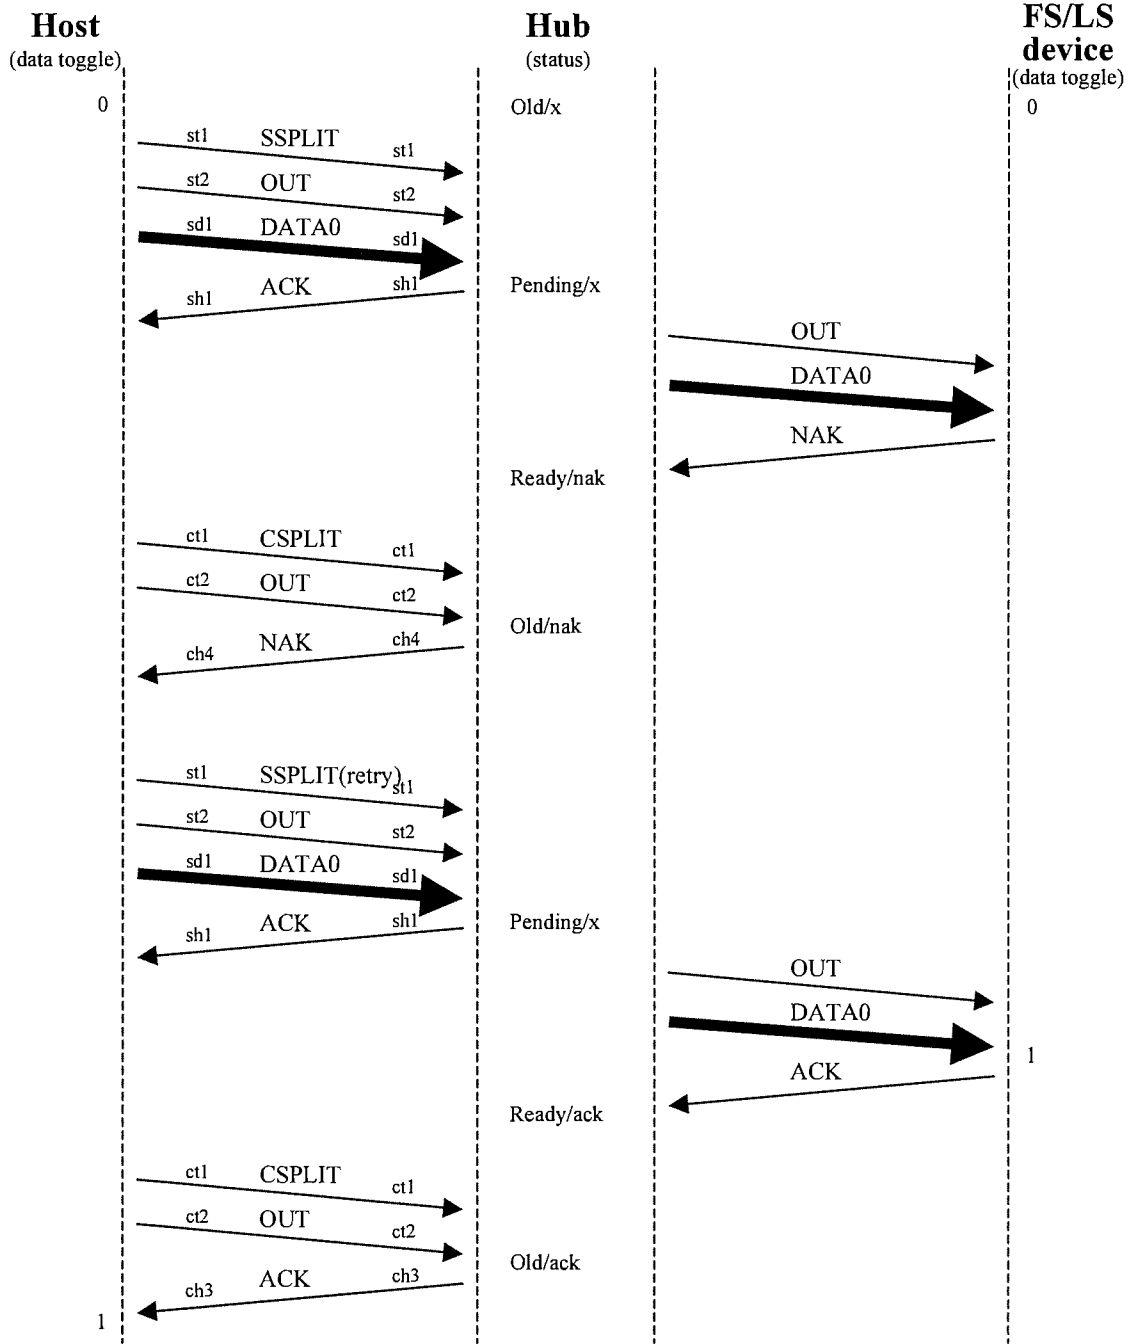 Host
(data toggle)
Hub
(status)
FS/LS
device
(data toggle)
0
Old/x
0
st1 SSPLIT st1
st2 OUT st2
sd1 DATA0 sd1
sh1 ACK sh1
Pending/x
OUT
DATA0
NAK
Ready/nak
ct1 CSPLIT ct1
ct2 OUT ct2
Old/nak
ch4 NAK ch4
st1 SSPLIT(retry) st1
st2 OUT st2
sd1 DATA0 sd1
sh1 ACK sh1
Pending/x
OUT
DATA0
1
ACK
Ready/ack
ct1 CSPLIT ct1
ct2 OUT ct2
Old/ack
ch3 ACK ch3
1